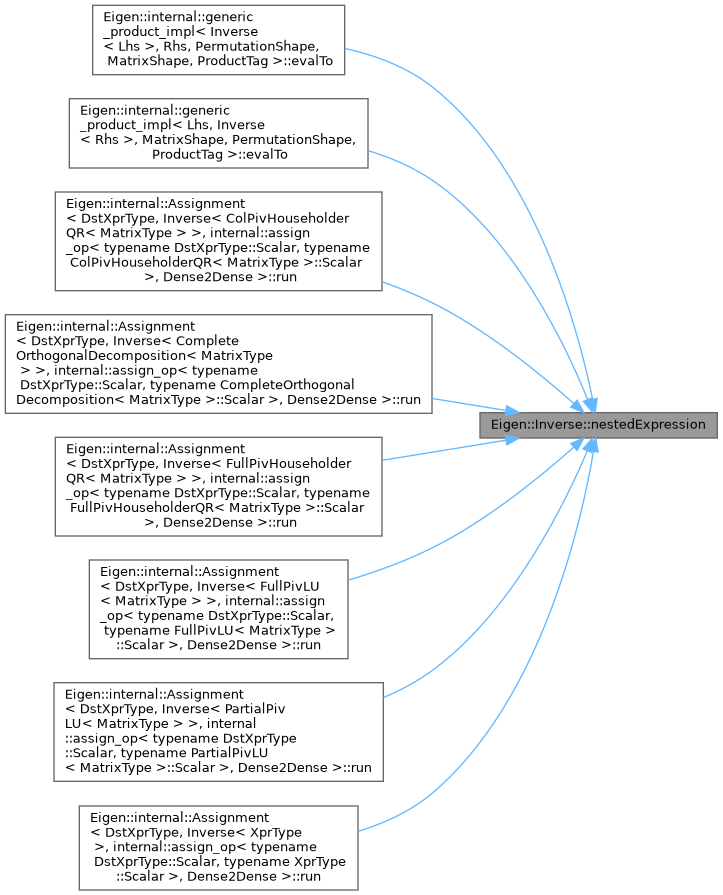 Eigen::internal::generic
_product_impl< Inverse
< Lhs >, Rhs, PermutationShape,
MatrixShape, ProductTag >::evalTo
Eigen::internal::generic
_product_impl< Lhs, Inverse
< Rhs >, MatrixShape, PermutationShape,
ProductTag >::evalTo
Eigen::internal::Assignment
< DstXprType, Inverse< ColPivHouseholder
QR< MatrixType > >, internal::assign
_op< typename DstXprType::Scalar, typename
ColPivHouseholderQR< MatrixType >::Scalar
>, Dense2Dense >::run
Eigen::internal::Assignment
< DstXprType, Inverse< Complete
OrthogonalDecomposition< MatrixType
> >, internal::assign_op< typename
DstXprType::Scalar, typename CompleteOrthogonal
Decomposition< MatrixType >::Scalar >, Dense2Dense >::run
Eigen::Inverse::nestedExpression
Eigen::internal::Assignment
< DstXprType, Inverse< FullPivHouseholder
QR< MatrixType > >, internal::assign
_op< typename DstXprType::Scalar, typename
FullPivHouseholderQR< MatrixType >::Scalar
>, Dense2Dense >::run
Eigen::internal::Assignment
< DstXprType, Inverse< FullPivLU
< MatrixType > >, internal::assign
_op< typename DstXprType::Scalar,
typename FullPivLU< MatrixType >
::Scalar >, Dense2Dense >::run
Eigen::internal::Assignment
< DstXprType, Inverse< PartialPiv
LU< MatrixType > >, internal
::assign_op< typename DstXprType
::Scalar, typename PartialPivLU
< MatrixType >::Scalar >, Dense2Dense >::run
Eigen::internal::Assignment
< DstXprType, Inverse< XprType
>, internal::assign_op< typename
DstXprType::Scalar, typename XprType
::Scalar >, Dense2Dense >::run